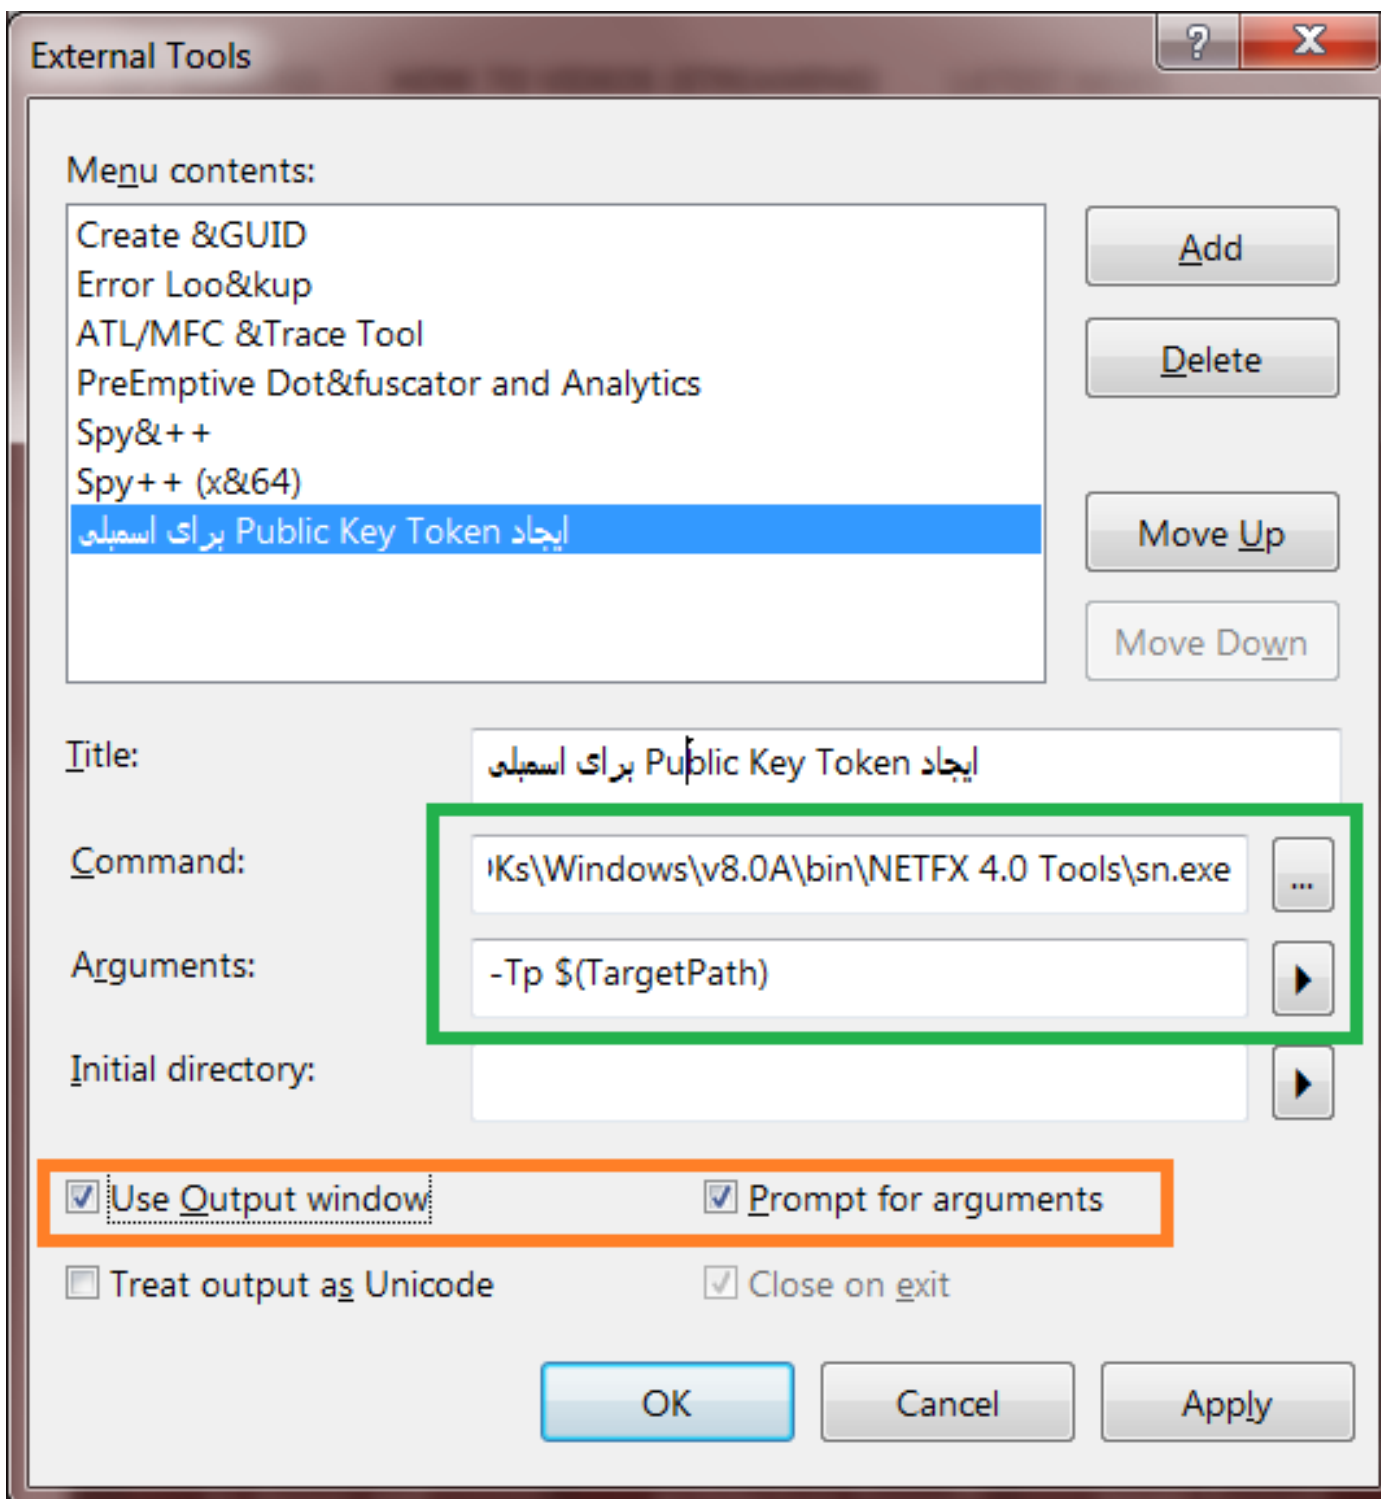 External Tools
Menu contents:
Create &GUID
Error Loo&kup
ATL/MFC &Trace Tool
PreEmptive Dot&fuscator and Analytics
Spy&++
Spy++ (x&64)
ایجاد Public Key Token برای اسمبلی
Add
Delete
Move Up
Move Down
Title:
ایجاد Public Key Token برای اسمبلی
Command:
Ks\Windows\v8.0A\bin\NETFX 4.0 Tools\sn.exe
...
Arguments:
-Tp $(TargetPath)
Initial directory:
Use Output window
Prompt for arguments
Treat output as Unicode
Close on exit
OK
Cancel
Apply